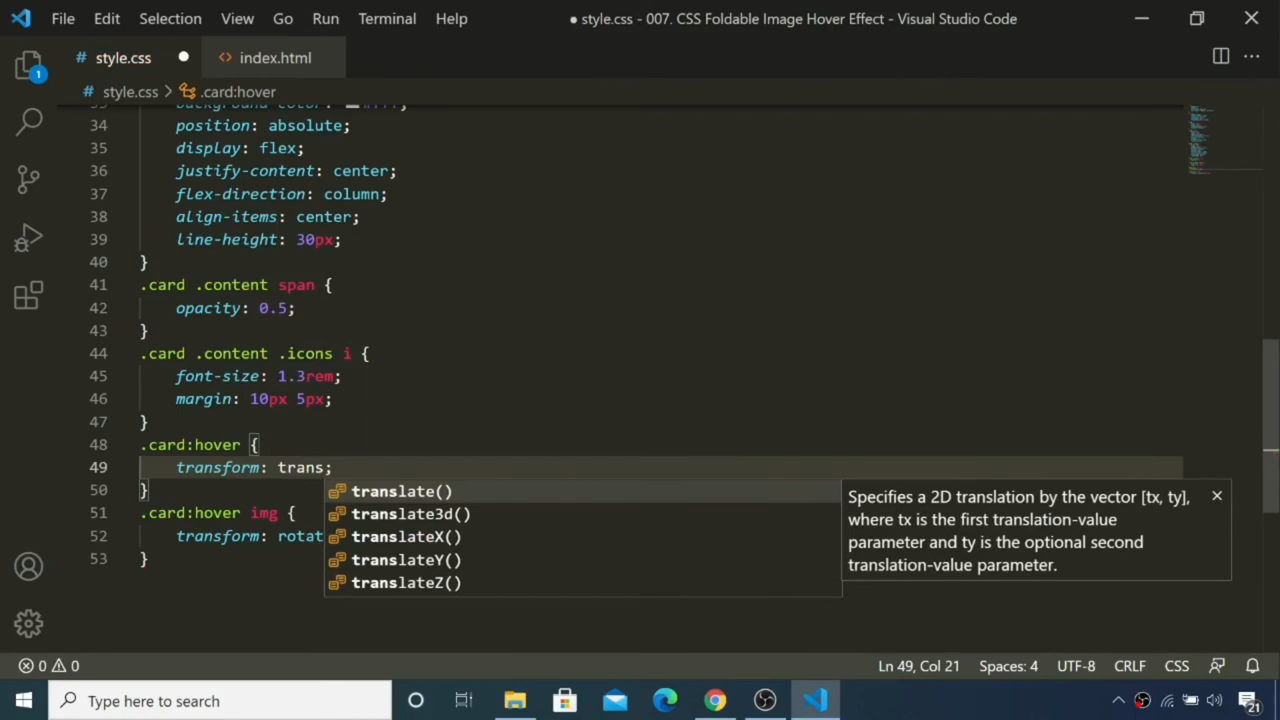 File Edit Selection View Go Run Terminal Help
● style.css - 007. CSS Foldable Image Hover Effect - Visual Studio Code
# style.css ● <> index.html
1
# style.css > .card:hover
34 position: absolute;
35 display: flex;
36 justify-content: center;
37 flex-direction: column;
38 align-items: center;
39 line-height: 30px;
40 }
41 .card .content span {
42 opacity: 0.5;
43 }
44 .card .content .icons i {
45 font-size: 1.3rem;
46 margin: 10px 5px;
47 }
48 .card:hover {
49 transform: trans;
50 }
51 .card:hover img {
52 transform: rotat
53 }
translate()
translate3d()
translateX()
translateY()
translateZ()
Specifies a 2D translation by the vector [tx, ty],
where tx is the first translation-value
parameter and ty is the optional second
translation-value parameter.
0 0 Ln 49, Col 21 Spaces: 4 UTF-8 CRLF CSS
Type here to search
21